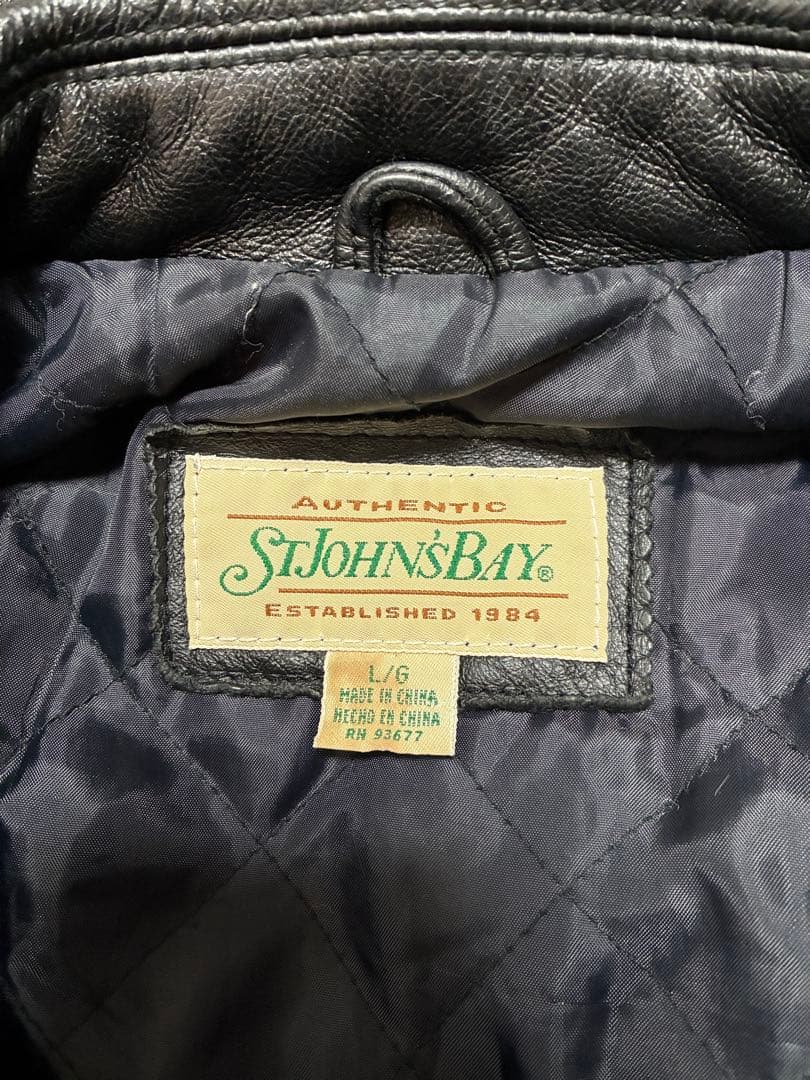 AUTHENTIC
ST JOHN'S BAY®
ESTABLISHED 1984
L/G
MADE IN CHINA
HECHO EN CHINA
RN 93677